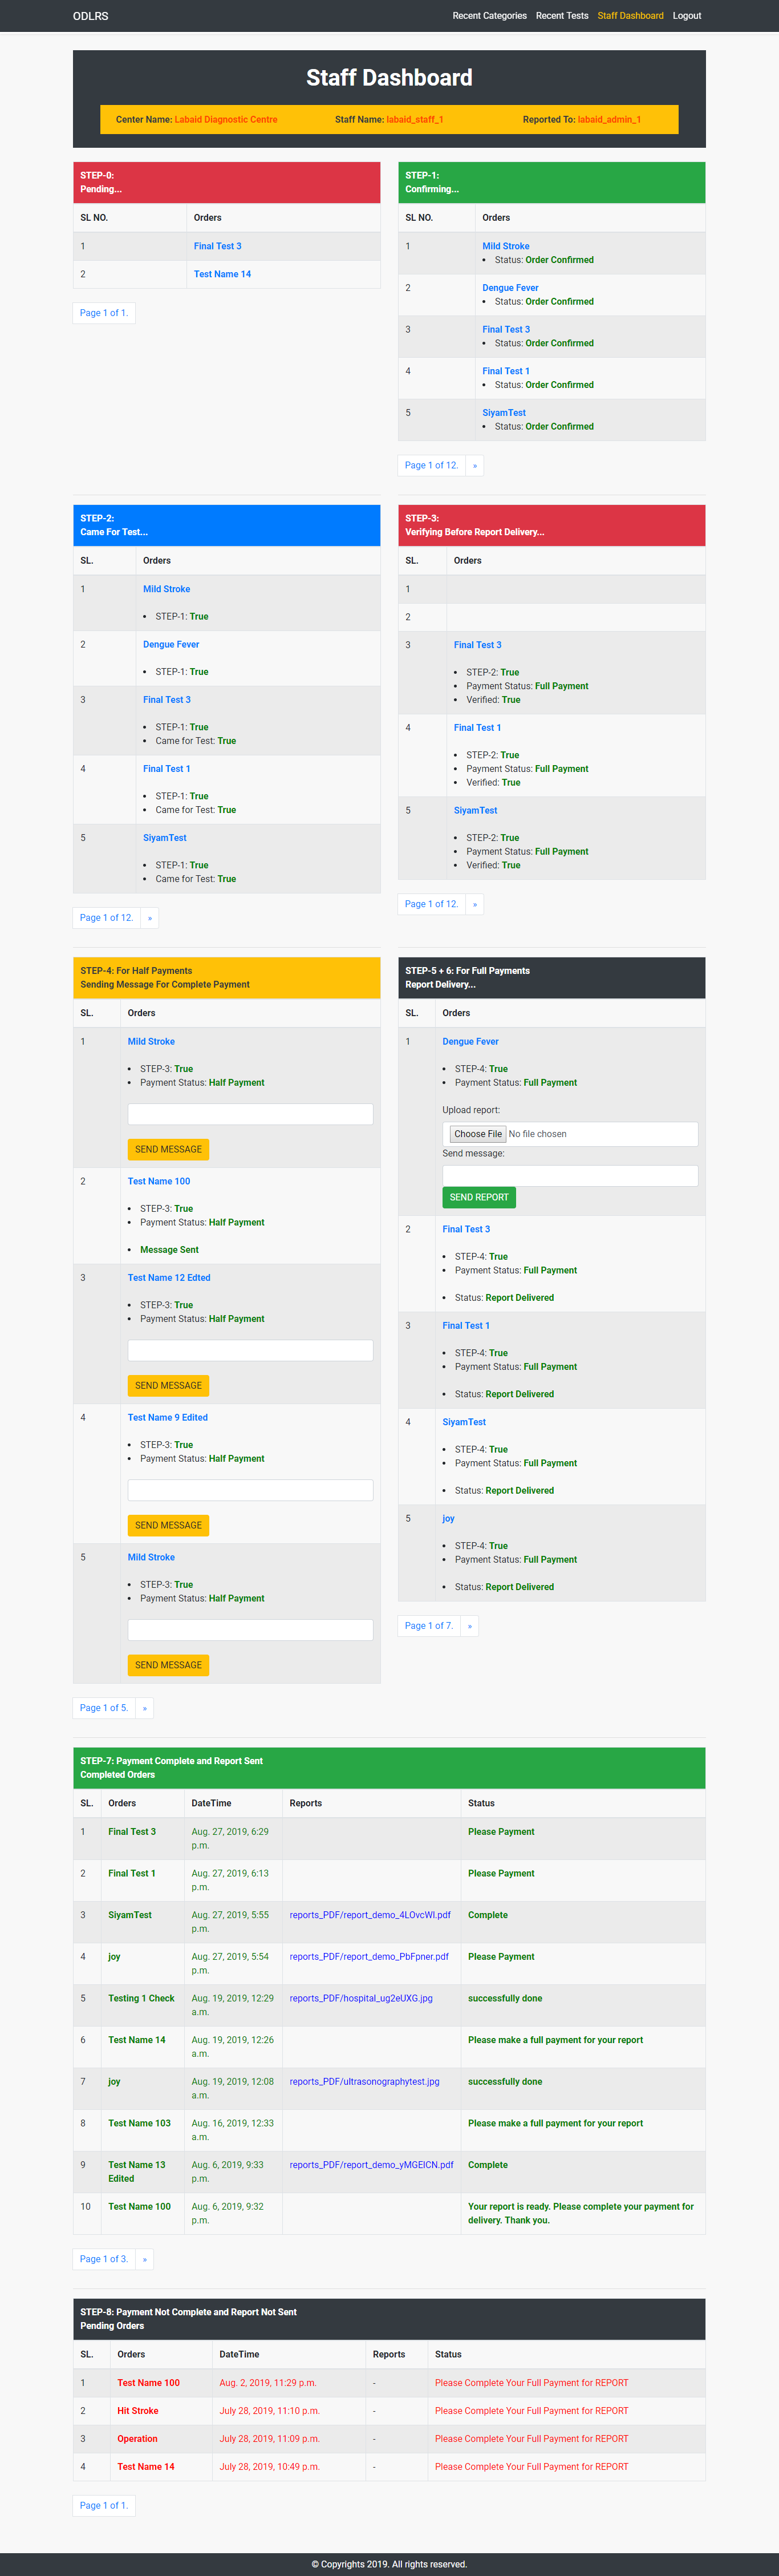 ODLRS
Recent Categories Recent Tests Staff Dashboard Logout
Staff Dashboard
Center Name: Labaid Diagnostic Centre Staff Name: labaid_staff_1 Reported To: labaid_admin_1
STEP-0:
Pending...
SL NO. Orders
1 Final Test 3
2 Test Name 14
Page 1 of 1.
STEP-1:
Confirming...
SL NO. Orders
1 Mild Stroke
• Status: Order Confirmed
2 Dengue Fever
• Status: Order Confirmed
3 Final Test 3
• Status: Order Confirmed
4 Final Test 1
• Status: Order Confirmed
5 SiyamTest
• Status: Order Confirmed
Page 1 of 12. »
STEP-2:
Came For Test...
SL. Orders
1 Mild Stroke
• STEP-1: True
2 Dengue Fever
• STEP-1: True
3 Final Test 3
• STEP-1: True
• Came for Test: True
4 Final Test 1
• STEP-1: True
• Came for Test: True
5 SiyamTest
• STEP-1: True
• Came for Test: True
Page 1 of 12. »
STEP-3:
Verifying Before Report Delivery...
SL. Orders
1
2
3 Final Test 3
• STEP-2: True
• Payment Status: Full Payment
• Verified: True
4 Final Test 1
• STEP-2: True
• Payment Status: Full Payment
• Verified: True
5 SiyamTest
• STEP-2: True
• Payment Status: Full Payment
• Verified: True
Page 1 of 12. »
STEP-4: For Half Payments
Sending Message For Complete Payment
SL. Orders
1 Mild Stroke
• STEP-3: True
• Payment Status: Half Payment
SEND MESSAGE
2 Test Name 100
• STEP-3: True
• Payment Status: Half Payment
• Message Sent
3 Test Name 12 Edted
• STEP-3: True
• Payment Status: Half Payment
SEND MESSAGE
4 Test Name 9 Edited
• STEP-3: True
• Payment Status: Half Payment
SEND MESSAGE
5 Mild Stroke
• STEP-3: True
• Payment Status: Half Payment
SEND MESSAGE
Page 1 of 5. »
STEP-5 + 6: For Full Payments
Report Delivery...
SL. Orders
1 Dengue Fever
• STEP-4: True
• Payment Status: Full Payment
Upload report:
Choose File No file chosen
Send message:
SEND REPORT
2 Final Test 3
• STEP-4: True
• Payment Status: Full Payment
• Status: Report Delivered
3 Final Test 1
• STEP-4: True
• Payment Status: Full Payment
• Status: Report Delivered
4 SiyamTest
• STEP-4: True
• Payment Status: Full Payment
• Status: Report Delivered
5 joy
• STEP-4: True
• Payment Status: Full Payment
• Status: Report Delivered
Page 1 of 7. »
STEP-7: Payment Complete and Report Sent
Completed Orders
SL. Orders DateTime Reports Status
1 Final Test 3 Aug. 27, 2019, 6:29 Please Payment
p.m.
2 Final Test 1 Aug. 27, 2019, 6:13 Please Payment
p.m.
3 SiyamTest Aug. 27, 2019, 5:55 reports_PDF/report_demo_4LOvcWl.pdf Complete
p.m.
4 joy Aug. 27, 2019, 5:54 reports_PDF/report_demo_PbFpner.pdf Please Payment
p.m.
5 Testing 1 Check Aug. 19, 2019, 12:29 reports_PDF/hospital_ug2eUXG.jpg successfully done
a.m.
6 Test Name 14 Aug. 19, 2019, 12:26 Please make a full payment for your report
a.m.
7 joy Aug. 19, 2019, 12:08 reports_PDF/ultrasonographytest.jpg successfully done
a.m.
8 Test Name 103 Aug. 16, 2019, 12:33 Please make a full payment for your report
a.m.
9 Test Name 13 Aug. 6, 2019, 9:33 reports_PDF/report_demo_yMGEICN.pdf Complete
Edited p.m.
10 Test Name 100 Aug. 6, 2019, 9:32 Your report is ready. Please complete your payment for
p.m. delivery. Thank you.
Page 1 of 3. »
STEP-8: Payment Not Complete and Report Not Sent
Pending Orders
SL. Orders DateTime Reports Status
1 Test Name 100 Aug. 2, 2019, 11:29 p.m. - Please Complete Your Full Payment for REPORT
2 Hit Stroke July 28, 2019, 11:10 p.m. - Please Complete Your Full Payment for REPORT
3 Operation July 28, 2019, 11:09 p.m. - Please Complete Your Full Payment for REPORT
4 Test Name 14 July 28, 2019, 10:49 p.m. - Please Complete Your Full Payment for REPORT
Page 1 of 1.
© Copyrights 2019. All rights reserved.